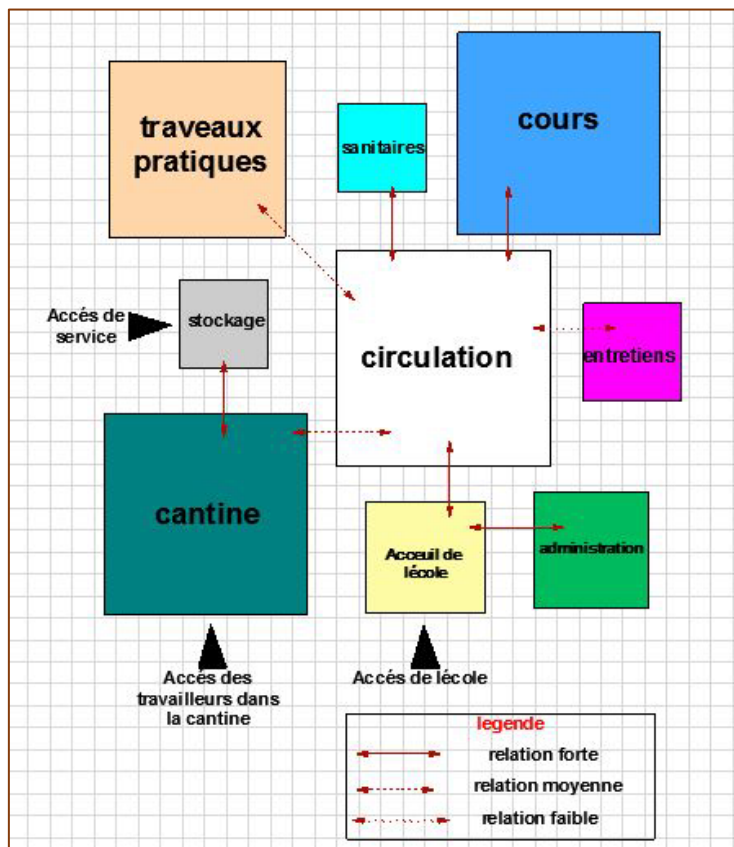 traveaux
pratiques
sanitaires
cours
Accés de
service
stockage
circulation
entretiens
cantine
Acceuil de
lécole
administration
Accés des
travailleurs dans
la cantine
Accés de lécole
legende
relation forte
relation moyenne
relation faible